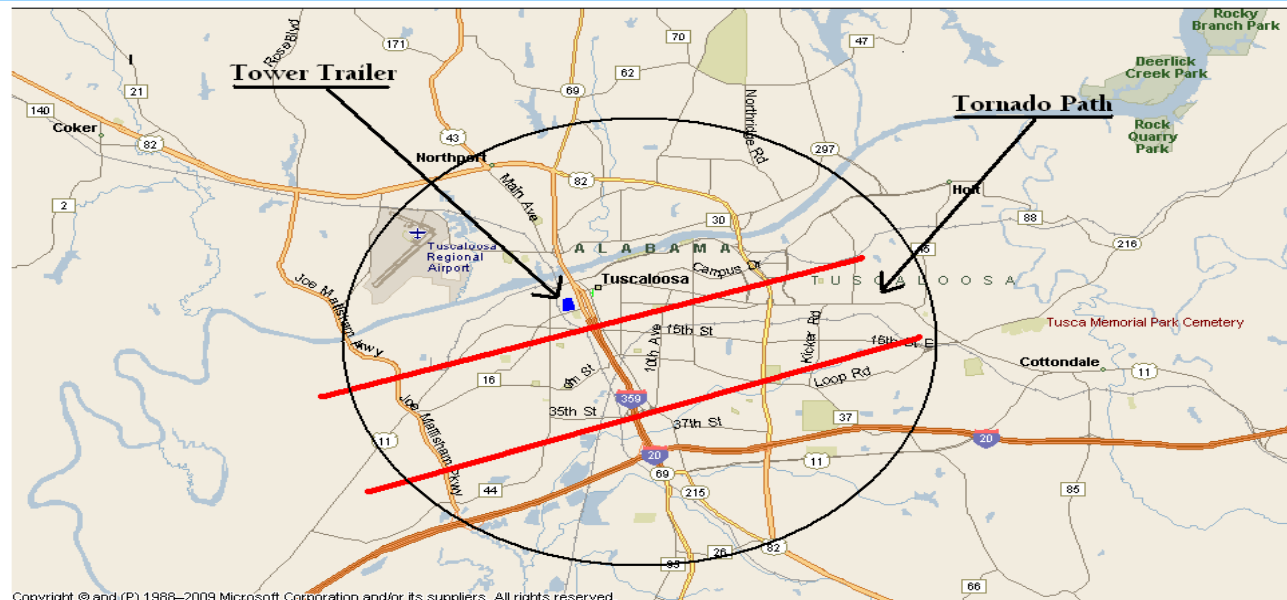 Rocky
Branch Park
Rose Blvd
171
70
47
Deerlick
Creek Park
Tower Trailer
62
21
69
Tornado Path
140
Coker
82
43
Northridge Rd
Rock
Quarry
Park
297
Northport
82
Main Ave
Holt
2
30
88
216
Tuscaloosa
Regional
Airport
ALABAMA
Campus Dr
Tuscaloosa
TUSCALOOSA
Joe Mallisham Pkwy
15th St
10th Ave
Kicker Rd
15th St E
Tusca Memorial Park Cemetery
Cottondale
11
16
Loop Rd
359
Joe Mallisham Pkwy
35th St
37th St
37
11
20
20
11
69
44
215
85
26
82
66
Copyright © and (P) 1988–2009 Microsoft Corporation and/or its suppliers. All rights reserved.